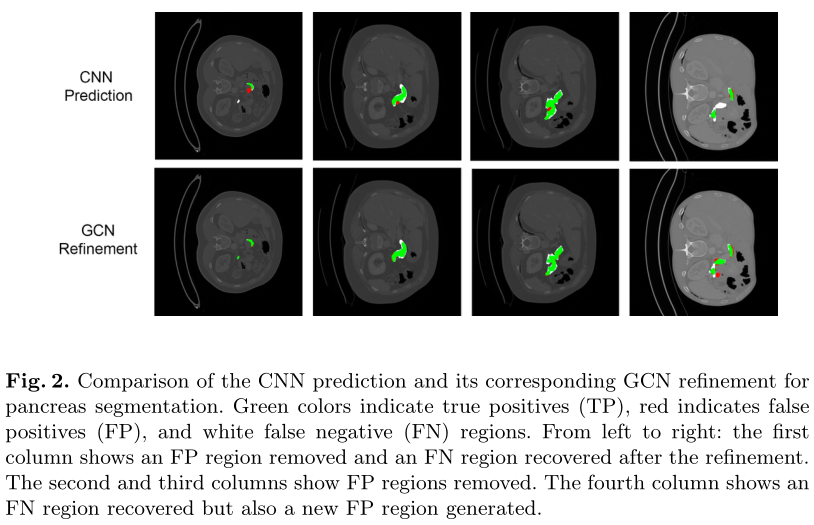 CNN
Prediction
GCN
Refinement
Fig. 2. Comparison of the CNN prediction and its corresponding GCN refinement for
pancreas segmentation. Green colors indicate true positives (TP), red indicates false
positives (FP), and white false negative (FN) regions. From left to right: the first
column shows an FP region removed and an FN region recovered after the refinement.
The second and third columns show FP regions removed. The fourth column shows an
FN region recovered but also a new FP region generated.